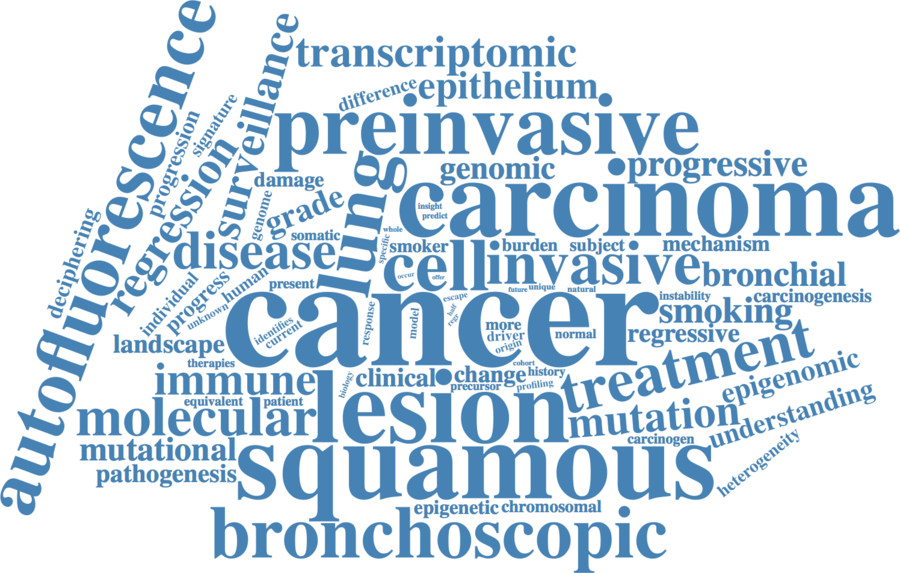 autofluorescence
surveillance
transcriptomic
difference
epithelium
signature
progression
regression
preinvasive
lung
genomic
progressive
damage
genome
grade
carcinoma
insight
predict
deciphering
disease
somatic
whole
specific
smoker
burden
subject
mechanism
cell
invasive
bronchial
occur
offer
individual
progress
human
unknown
present
cancer
future
unique
natural
escape
half
regr
instability
carcinogenesis
smoking
landscape
identifies
current
response
model
more
driver
origin
normal
regressive
therapies
cohort
treatment
immune
biology
clinical
change
history
precursor
profiling
epigenomic
equivalent
patient
molecular
lesion
mutation
understanding
carcinogen
mutational
pathogenesis
squamous
heterogeneity
epigenetic
chromosomal
bronchoscopic